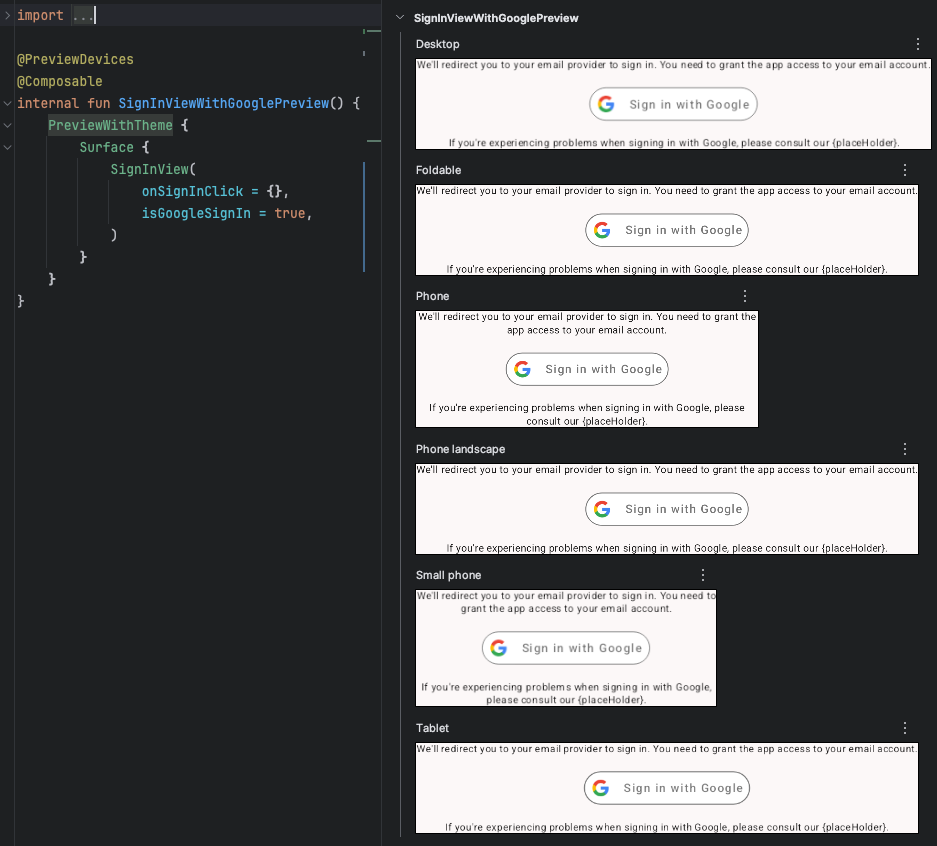 import ...
@PreviewDevices
@Composable
internal fun SignInViewWithGooglePreview() {
PreviewWithTheme {
Surface {
SignInView(
onSignInClick = {},
isGoogleSignIn = true,
)
}
}
}
SignInViewWithGooglePreview
Desktop
We'll redirect you to your email provider to sign in. You need to grant the app access to your email account.
Sign in with Google
If you're experiencing problems when signing in with Google, please consult our {placeHolder}.
Foldable
We'll redirect you to your email provider to sign in. You need to grant the app access to your email account.
Sign in with Google
If you're experiencing problems when signing in with Google, please consult our {placeHolder}.
Phone
We'll redirect you to your email provider to sign in. You need to grant the
app access to your email account.
Sign in with Google
If you're experiencing problems when signing in with Google, please
consult our {placeHolder}.
Phone landscape
We'll redirect you to your email provider to sign in. You need to grant the app access to your email account.
Sign in with Google
If you're experiencing problems when signing in with Google, please consult our {placeHolder}.
Small phone
We'll redirect you to your email provider to sign in. You need to
grant the app access to your email account.
Sign in with Google
If you're experiencing problems when signing in with Google,
please consult our {placeHolder}.
Tablet
We'll redirect you to your email provider to sign in. You need to grant the app access to your email account.
Sign in with Google
If you're experiencing problems when signing in with Google, please consult our {placeHolder}.